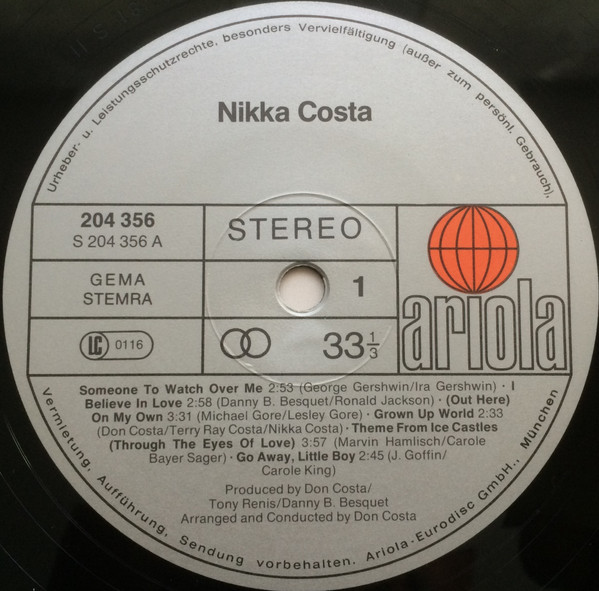 Urheber- u. Leistungsschutzrechte, besonders Vervielfältigung (außer zum persönl. Gebrauch),
Nikka Costa
204 356
S 204 356 A
STEREO
GEMA
STEMRA
1
ariola
LC 0116
33 1/3
Someone To Watch Over Me 2:53 (George Gershwin/Ira Gershwin) · I
Believe In Love 2:58 (Danny B. Besquet/Ronald Jackson) · (Out Here)
On My Own 3:31 (Michael Gore/Lesley Gore) · Grown Up World 2:33
(Don Costa/Terry Ray Costa/Nikka Costa) · Theme From Ice Castles
(Through The Eyes Of Love) 3:57 (Marvin Hamlisch/Carole
Bayer Sager) · Go Away, Little Boy 2:45 (J. Goffin/
Carole King)
Produced by Don Costa/
Tony Renis/Danny B. Besquet
Arranged and Conducted by Don Costa
Vermietung, Aufführung, Sendung vorbehalten. Ariola-Eurodisc GmbH., München